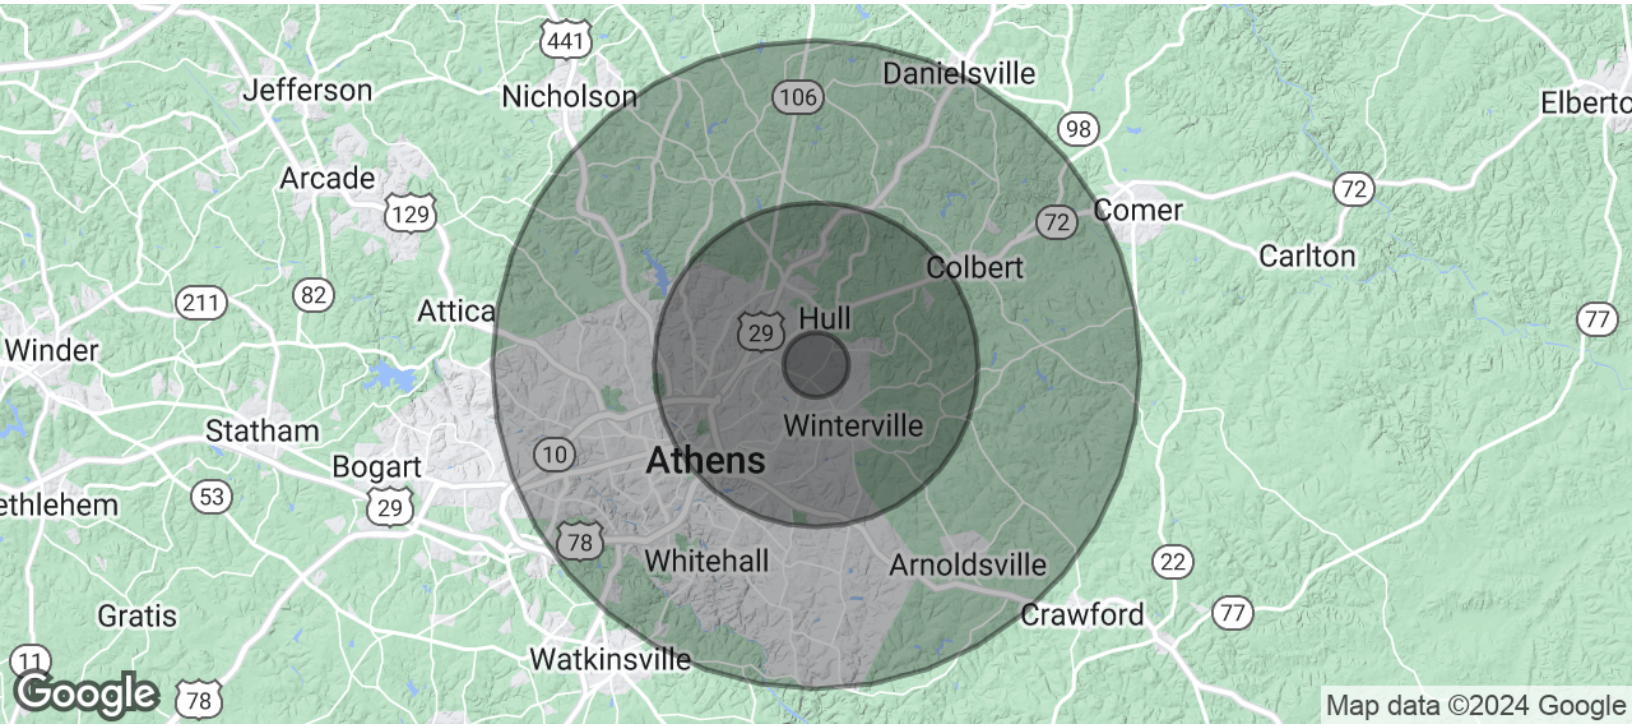 441
Danielsville
Jefferson
Nicholson
106
Elberto
98
Arcade
129
72
Comer
72
Carlton
Colbert
211
82
Attica
Hull
29
77
Winder
Winterville
Statham
10
Athens
Bogart
53
29
ethlehem
78
Whitehall
Arnoldsville
22
Gratis
Crawford
77
Watkinsville
11
Google
78
Map data ©2024 Google